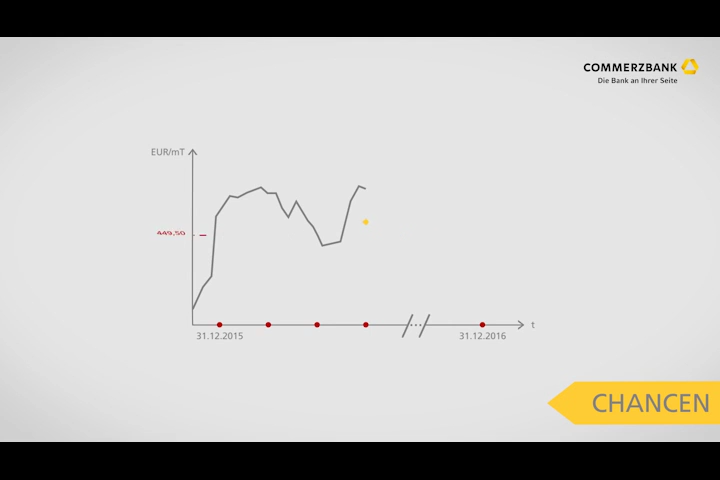 COMMERZBANK
Die Bank an Ihrer Seite
EUR/mT
449,50
t
31.12.2015
31.12.2016
CHANCEN